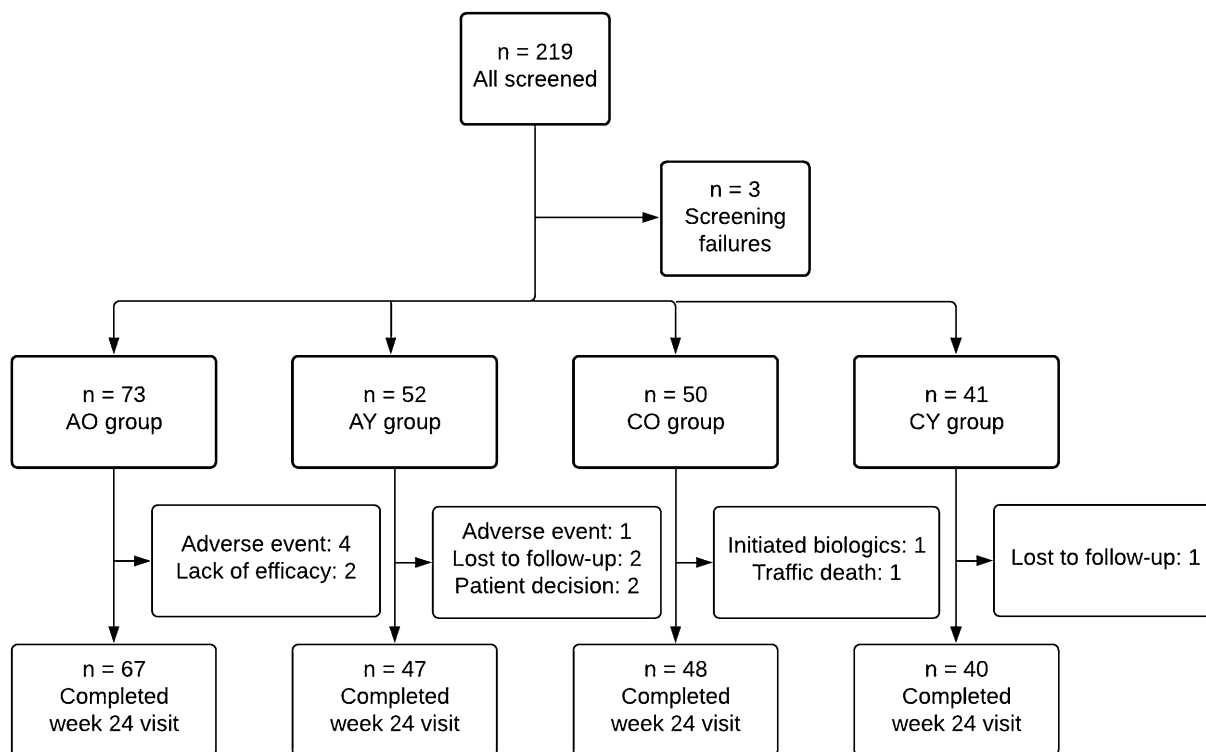 n = 219
All screened
n = 3
Screening
failures
n = 73
AO group
n = 52
AY group
n = 50
CO group
n = 41
CY group
Adverse event: 4
Lack of efficacy: 2
Adverse event: 1
Lost to follow-up: 2
Patient decision: 2
Initiated biologics: 1
Traffic death: 1
Lost to follow-up: 1
n = 67
Completed
week 24 visit
n = 47
Completed
week 24 visit
n = 48
Completed
week 24 visit
n = 40
Completed
week 24 visit